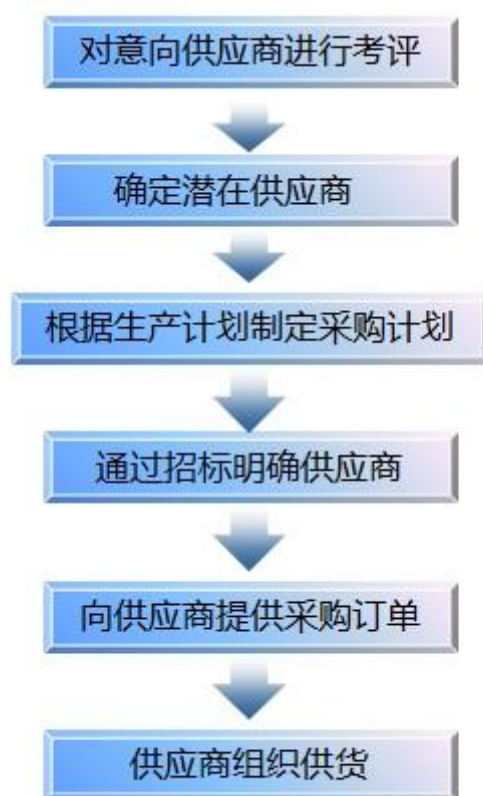 对意向供应商进行考评
确定潜在供应商
根据生产计划制定采购计划
通过招标明确供应商
向供应商提供采购订单
供应商组织供货